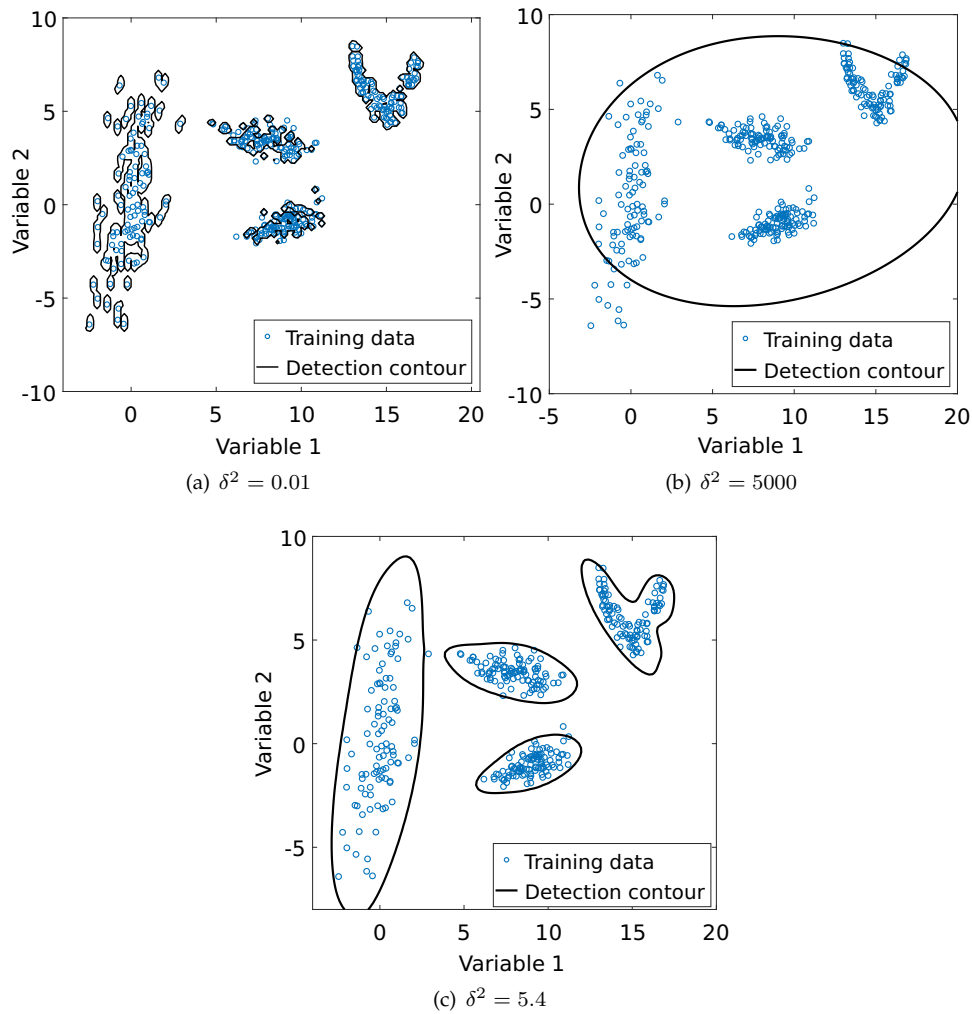 10
5
0
-5
-10
0
5
10
15
20
Variable 2
Variable 1
Training data
Detection contour
(a) δ² = 0.01
10
5
0
-5
-10
-5
0
5
10
15
20
Variable 2
Variable 1
Training data
Detection contour
(b) δ² = 5000
10
5
0
-5
0
5
10
15
20
Variable 2
Variable 1
Training data
Detection contour
(c) δ² = 5.4